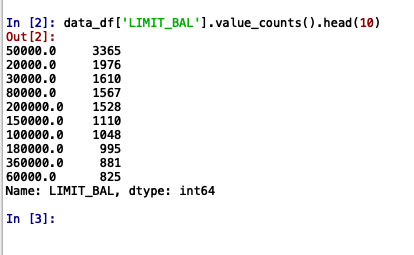 In [2]: data_df['LIMIT_BAL'].value_counts().head(10)
Out[2]:
50000.0 3365
20000.0 1976
30000.0 1610
80000.0 1567
200000.0 1528
150000.0 1110
100000.0 1048
180000.0 995
360000.0 881
60000.0 825
Name: LIMIT_BAL, dtype: int64
In [3]: